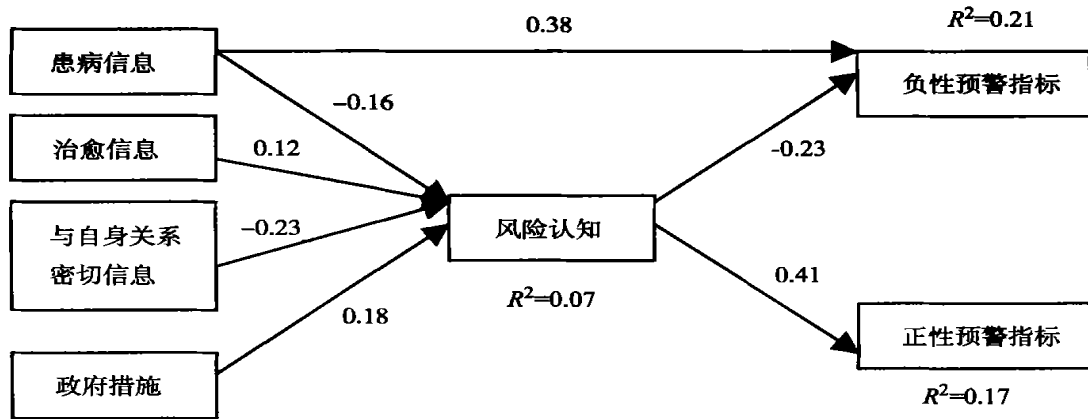 0.38
R²=0.21
患病信息
负性预警指标
−0.16
治愈信息
0.12
-0.23
与自身关系
密切信息
−0.23
风险认知
R²=0.07
0.18
0.41
政府措施
正性预警指标
R²=0.17